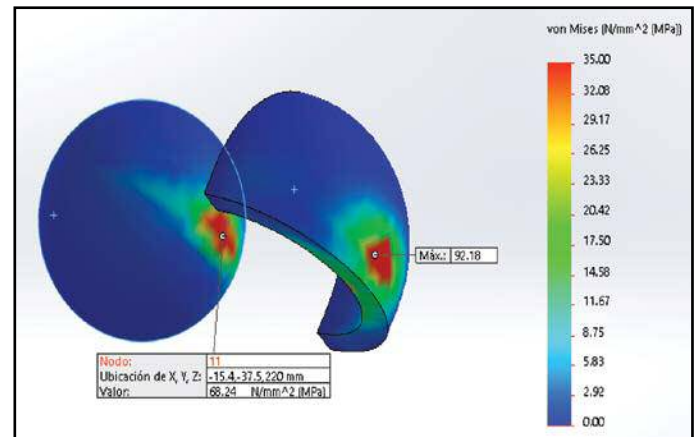 von Mises (N/mm^2 (MPa))
35.00
32.08
29.17
26.25
23.33
20.42
17.50
14.58
11.67
8.75
5.83
2.92
0.00
Máx.: 92.18
Nodo: 11
Ubicación de X, Y, Z: -15.4,-37.5,220 mm
Valor: 68.24 N/mm^2 (MPa)